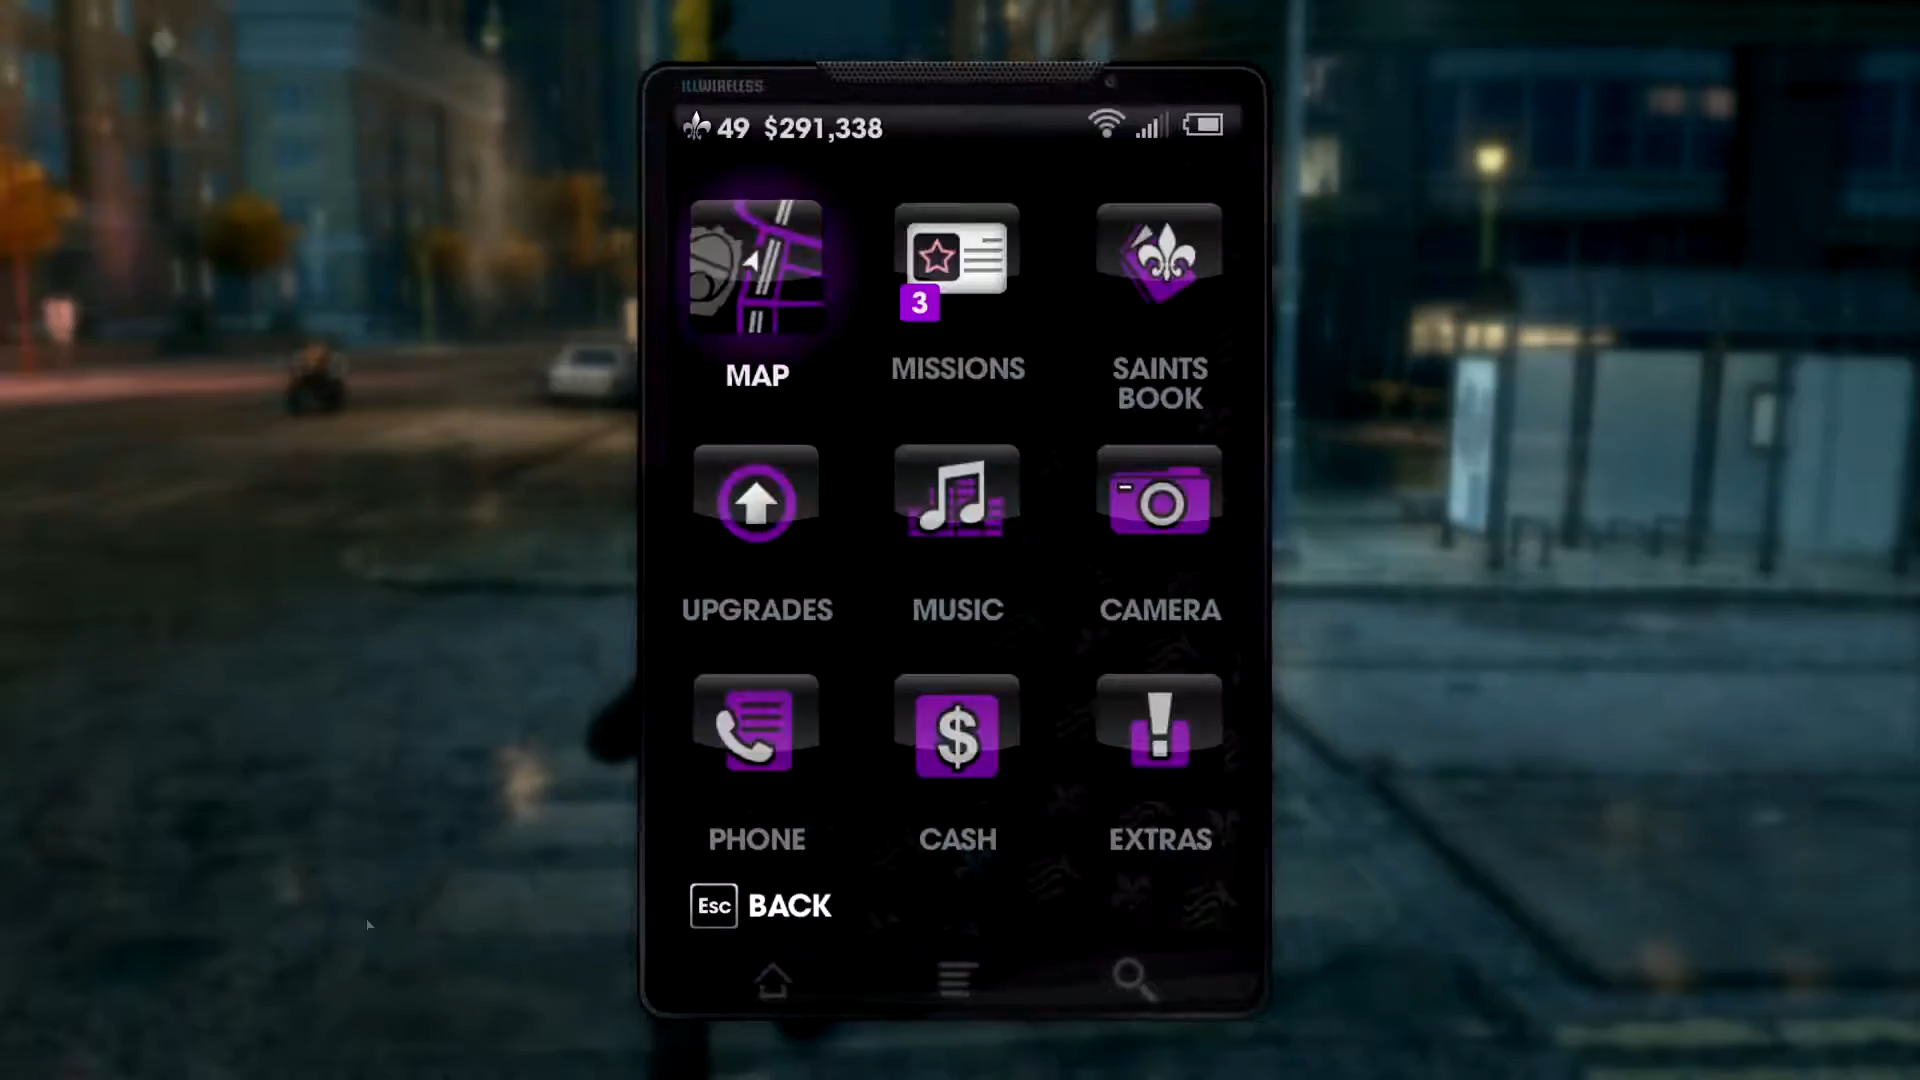 ILLWIRELESS
49 $291,338
3
MAP
MISSIONS
SAINTS
BOOK
UPGRADES
MUSIC
CAMERA
$
!
PHONE
CASH
EXTRAS
Esc BACK